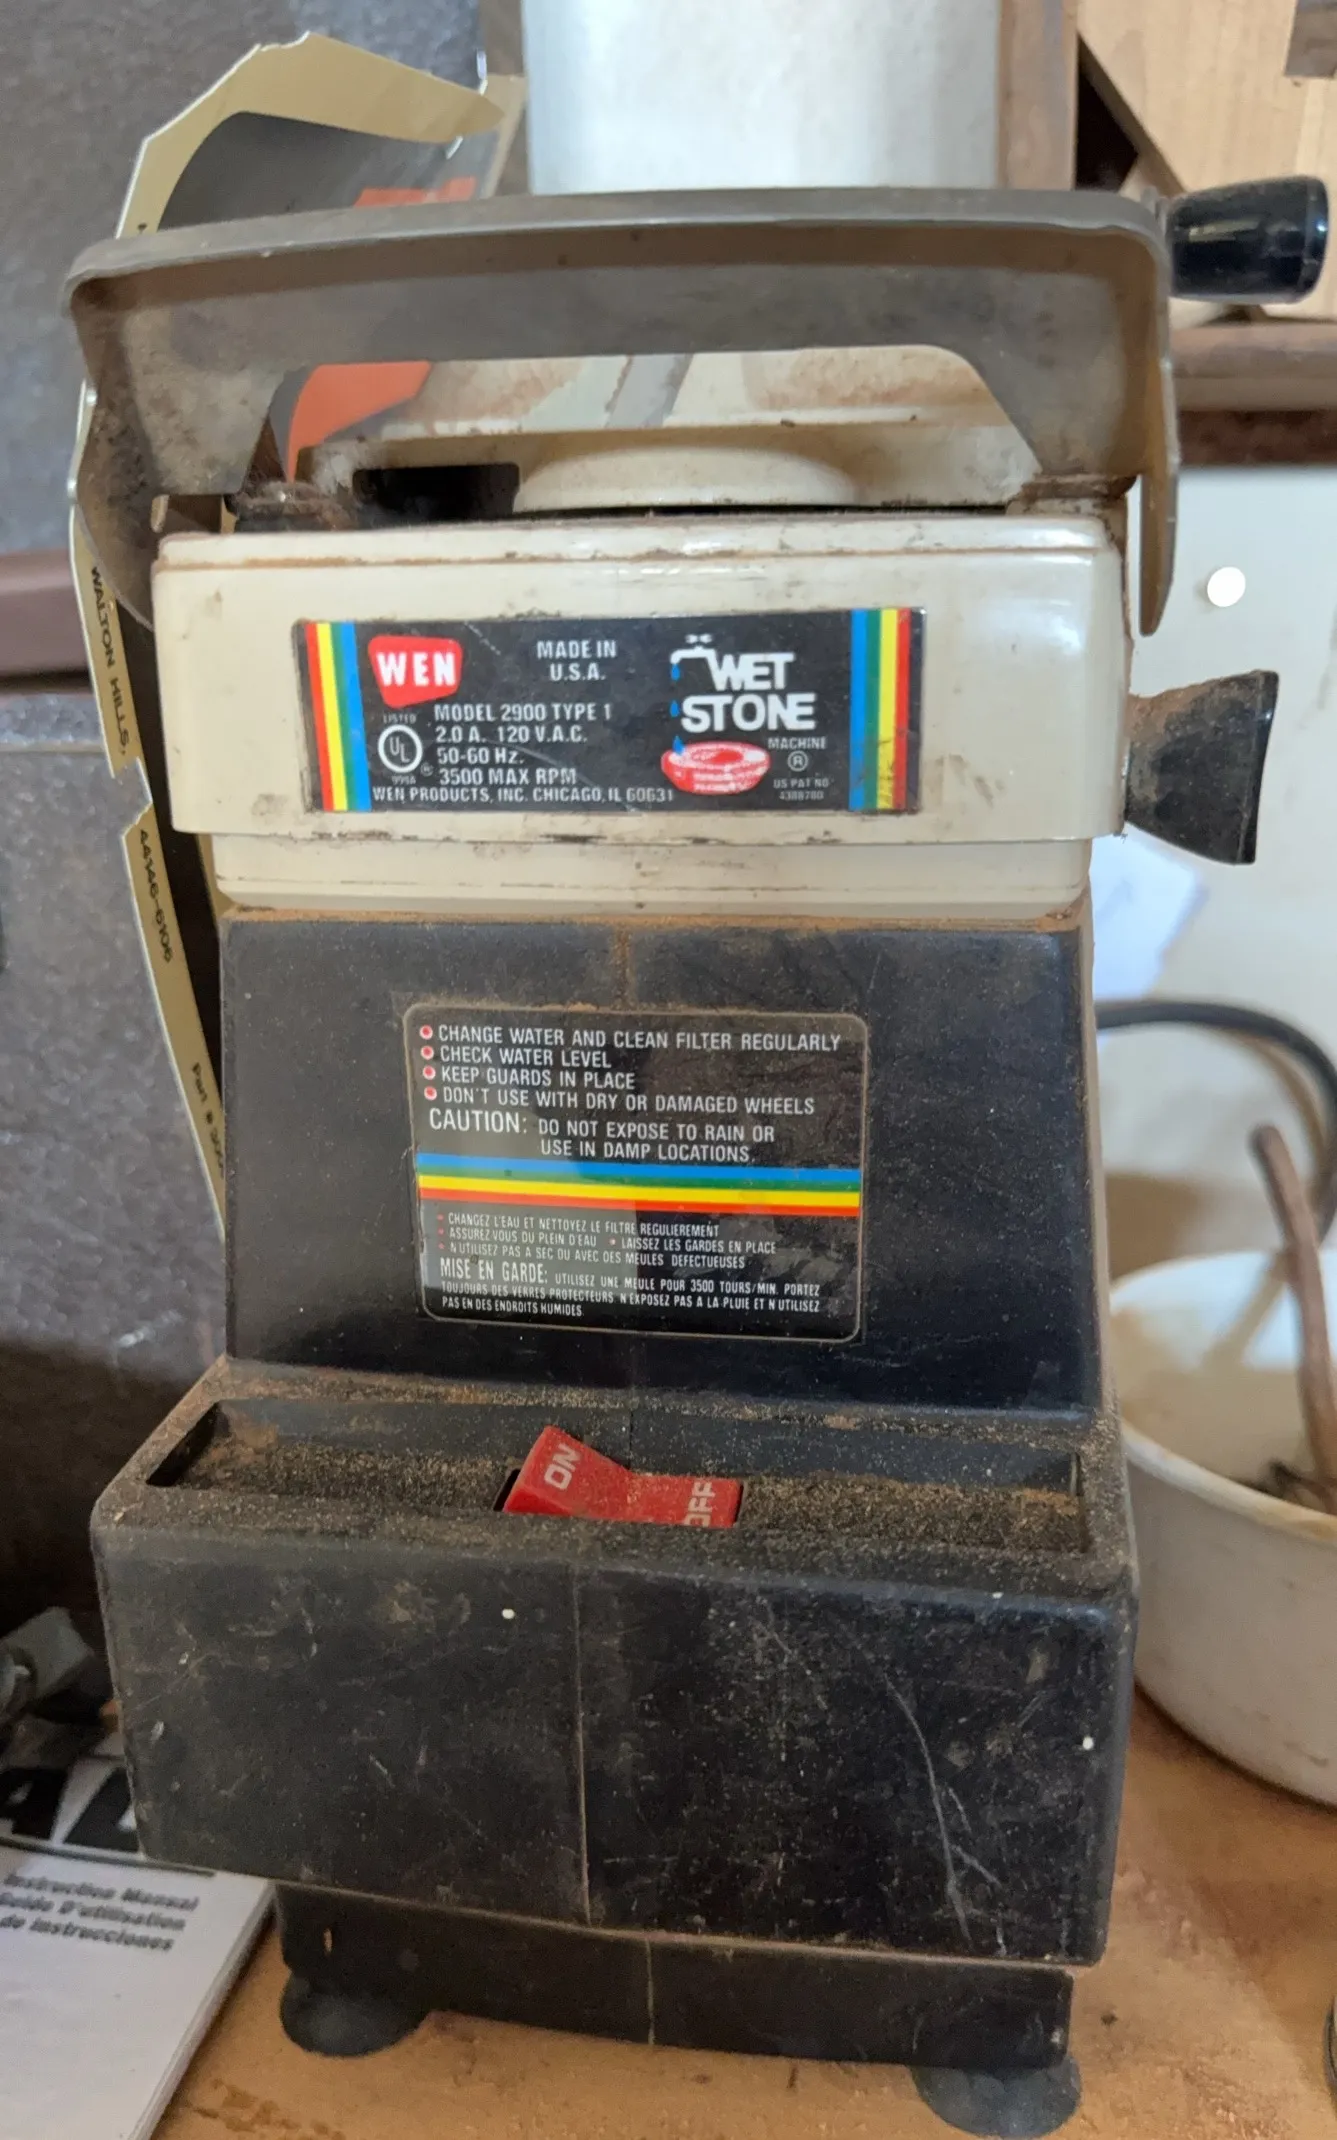 WEN
MADE IN
U.S.A.
WET
STONE
MACHINE
®
US PAT NO
LISTED
UL
®
MODEL 2900 TYPE 1
2.0 A. 120 V.A.C.
50-60 Hz.
3500 MAX RPM
WEN PRODUCTS, INC. CHICAGO, IL 60631
CHANGE WATER AND CLEAN FILTER REGULARLY
CHECK WATER LEVEL
KEEP GUARDS IN PLACE
DON'T USE WITH DRY OR DAMAGED WHEELS
CAUTION: DO NOT EXPOSE TO RAIN OR
USE IN DAMP LOCATIONS.
CHANGEZ L'EAU ET NETTOYEZ LE FILTRE REGULIEREMENT
ASSUREZ VOUS DU PLEIN D'EAU • LAISSEZ LES GARDES EN PLACE
N'UTILISEZ PAS A SEC OU AVEC DES MEULES DEFECTUEUSES
MISE EN GARDE: UTILISEZ UNE MEULE POUR 3500 TOURS/MIN. PORTEZ
TOUJOURS DES VERRES PROTECTEURS. N'EXPOSEZ PAS A LA PLUIE ET N'UTILISEZ
PAS EN DES ENDROITS HUMIDES.
ON
OFF
WALTON HILLS,
44146-6106
Part #
Instruction Manual
Guide D'utilisation
de instrucciones